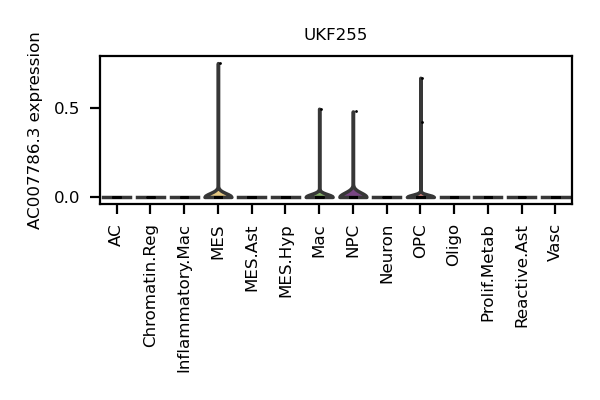 UKF255
AC007786.3 expression
0.5
0.0
AC
Chromatin.Reg
Inflammatory.Mac
MES
MES.Ast
MES.Hyp
Mac
NPC
Neuron
OPC
Oligo
Prolif.Metab
Reactive.Ast
Vasc